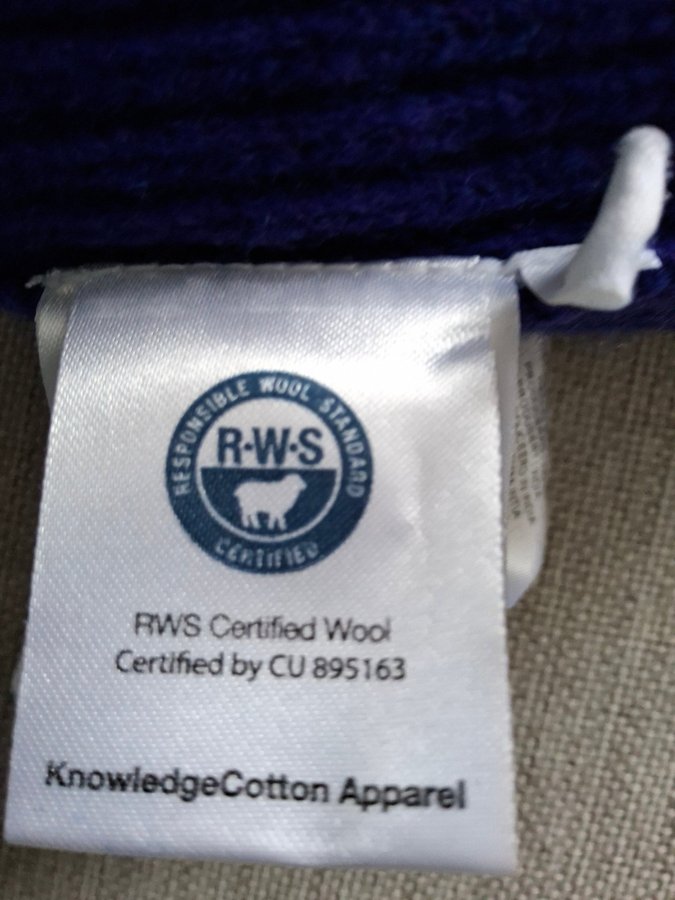 RESPONSIBLE WOOL STANDARD
R·W·S
CERTIFIED
RWS Certified Wool
Certified by CU 895163
KnowledgeCotton Apparel